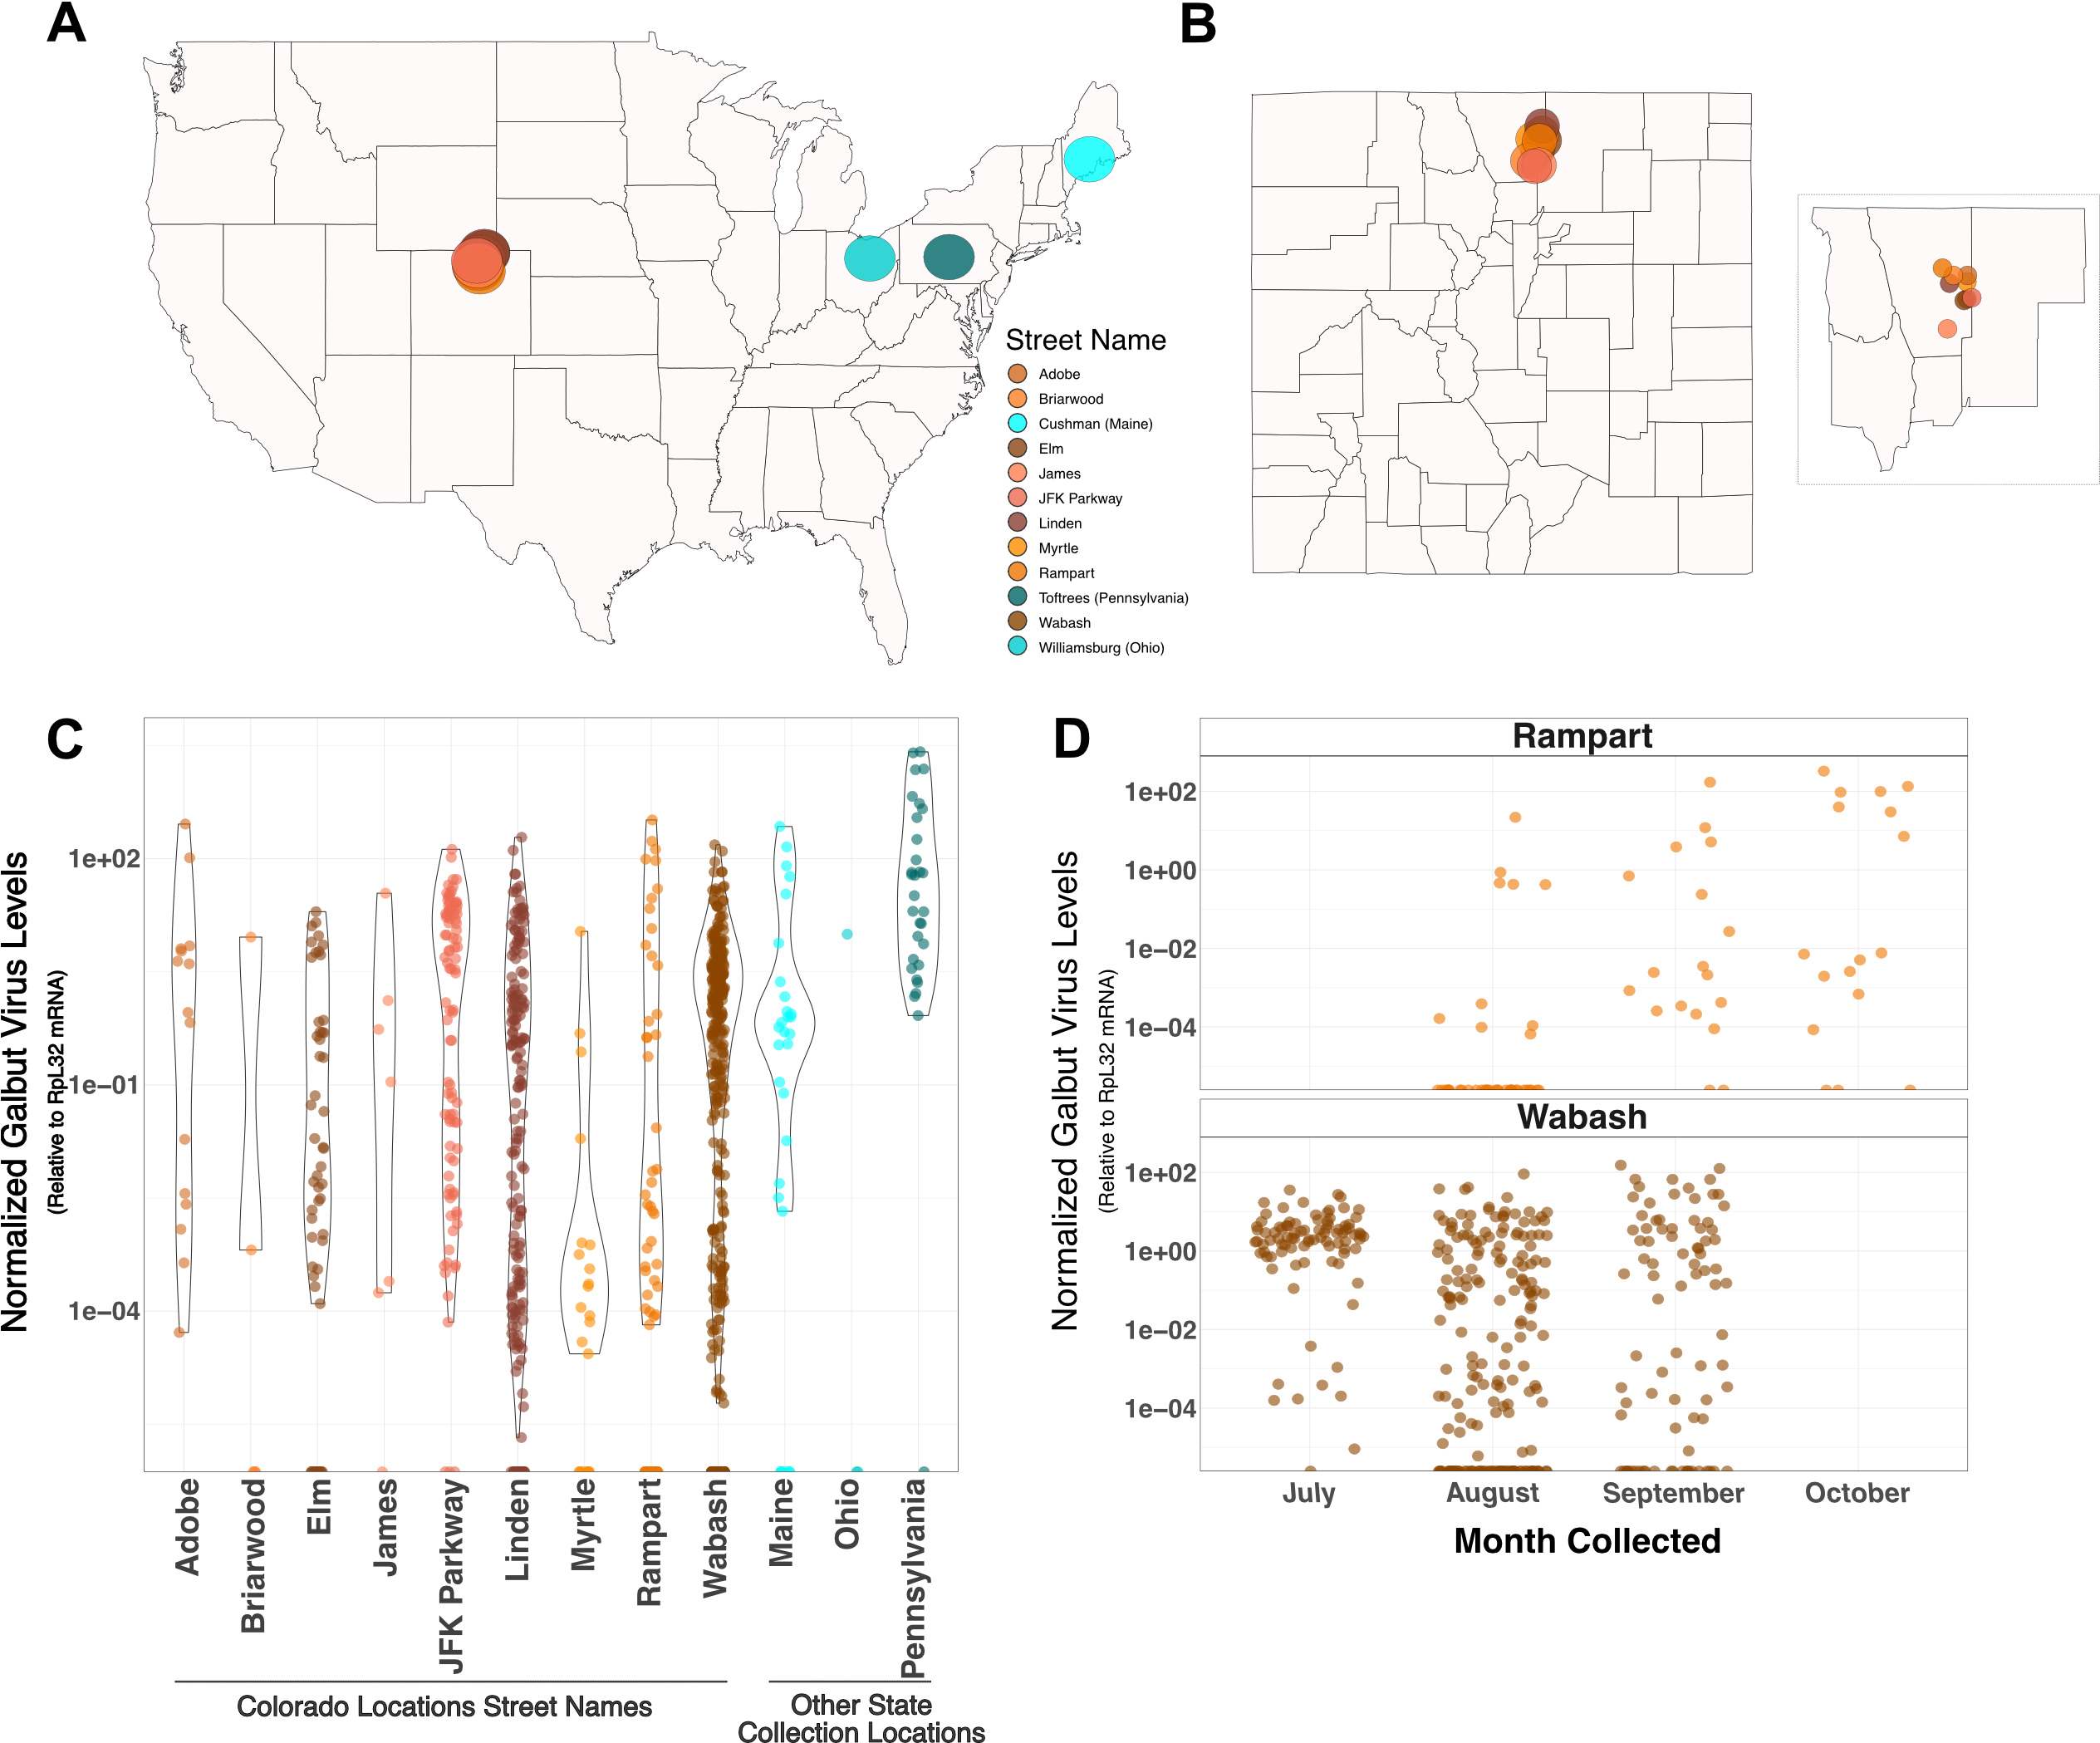 A
B
Street Name
Adobe
Briarwood
Cushman (Maine)
Elm
James
JFK Parkway
Linden
Myrtle
Rampart
Toftrees (Pennsylvania)
Wabash
Williamsburg (Ohio)
C
Normalized Galbut Virus Levels
(Relative to RpL32 mRNA)
1e+02
1e−01
1e−04
Adobe
Briarwood
Elm
James
JFK Parkway
Linden
Myrtle
Rampart
Wabash
Maine
Ohio
Pennsylvania
Colorado Locations Street Names
Other State
Collection Locations
D
Normalized Galbut Virus Levels
(Relative to RpL32 mRNA)
Rampart
1e+02
1e+00
1e−02
1e−04
Wabash
1e+02
1e+00
1e−02
1e−04
July
August
September
October
Month Collected